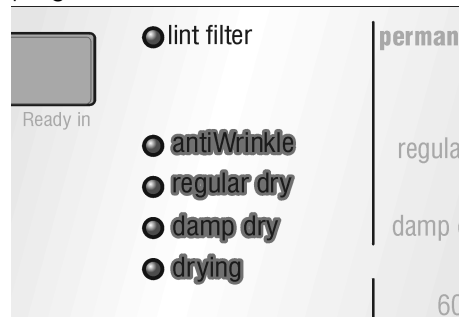 lint filter
perman
Ready in
antiWrinkle
regular dry
regula
damp dry
damp
drying
60